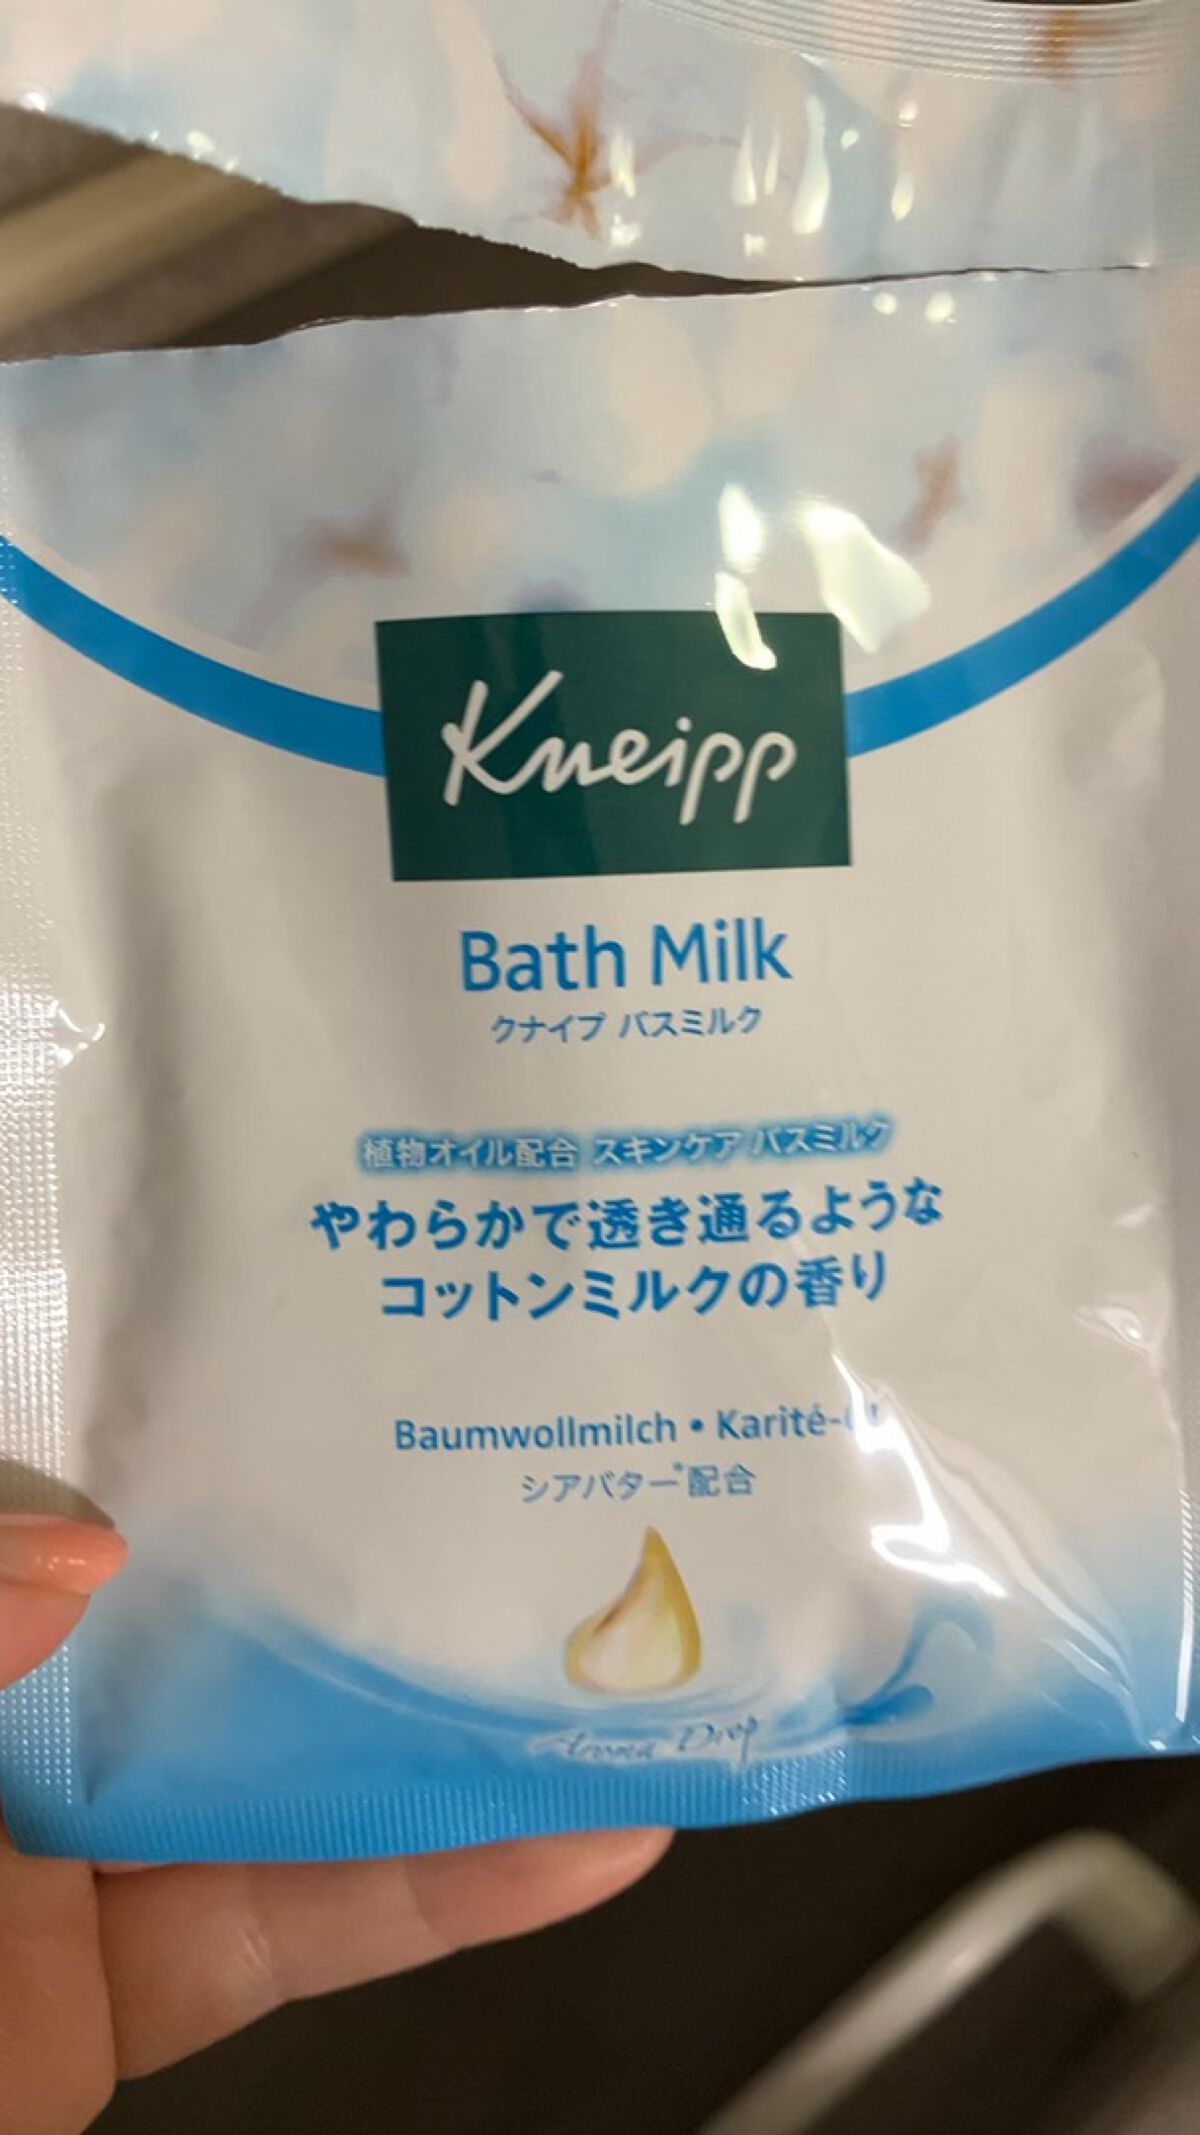 Kneipp
Bath Milk
クナイプ バスミルク
植物オイル配合 スキンケア バスミルク
やわらかで透き通るような
コットンミルクの香り
Baumwollmilch • Karité-
シアバター*配合
Aroma Drop